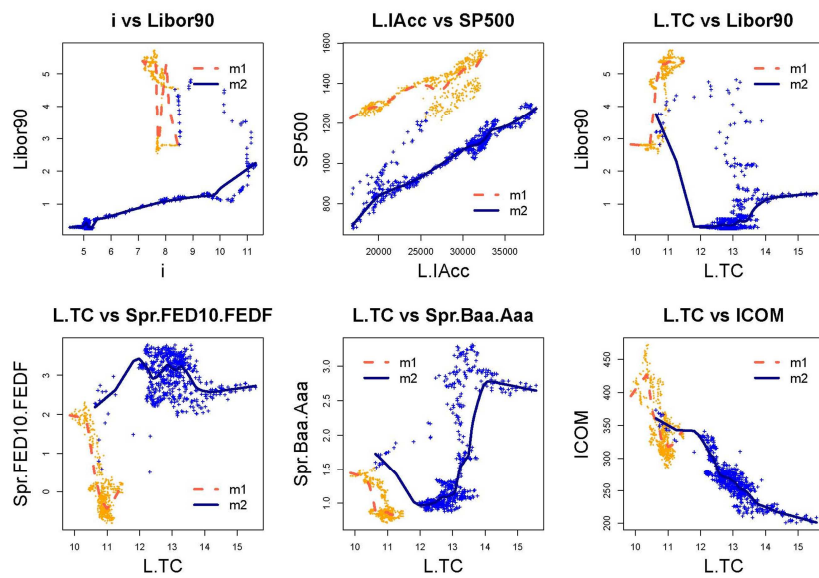 i vs Libor90
L.IAcc vs SP500
L.TC vs Libor90
Libor90
1 2 3 4 5
m1
m2
5 6 7 8 9 10 11
i
SP500
800 1000 1200 1400 1600
m1
m2
20000 25000 30000 35000
L.IAcc
Libor90
1 2 3 4 5
m1
m2
10 11 12 13 14 15
L.TC
L.TC vs Spr.FED10.FEDF
L.TC vs Spr.Baa.Aaa
L.TC vs ICOM
Spr.FED10.FEDF
0 1 2 3
m1
m2
10 11 12 13 14 15
L.TC
Spr.Baa.Aaa
1.0 1.5 2.0 2.5 3.0
m1
m2
10 11 12 13 14 15
L.TC
ICOM
200 250 300 350 400 450
m1
m2
10 11 12 13 14 15
L.TC